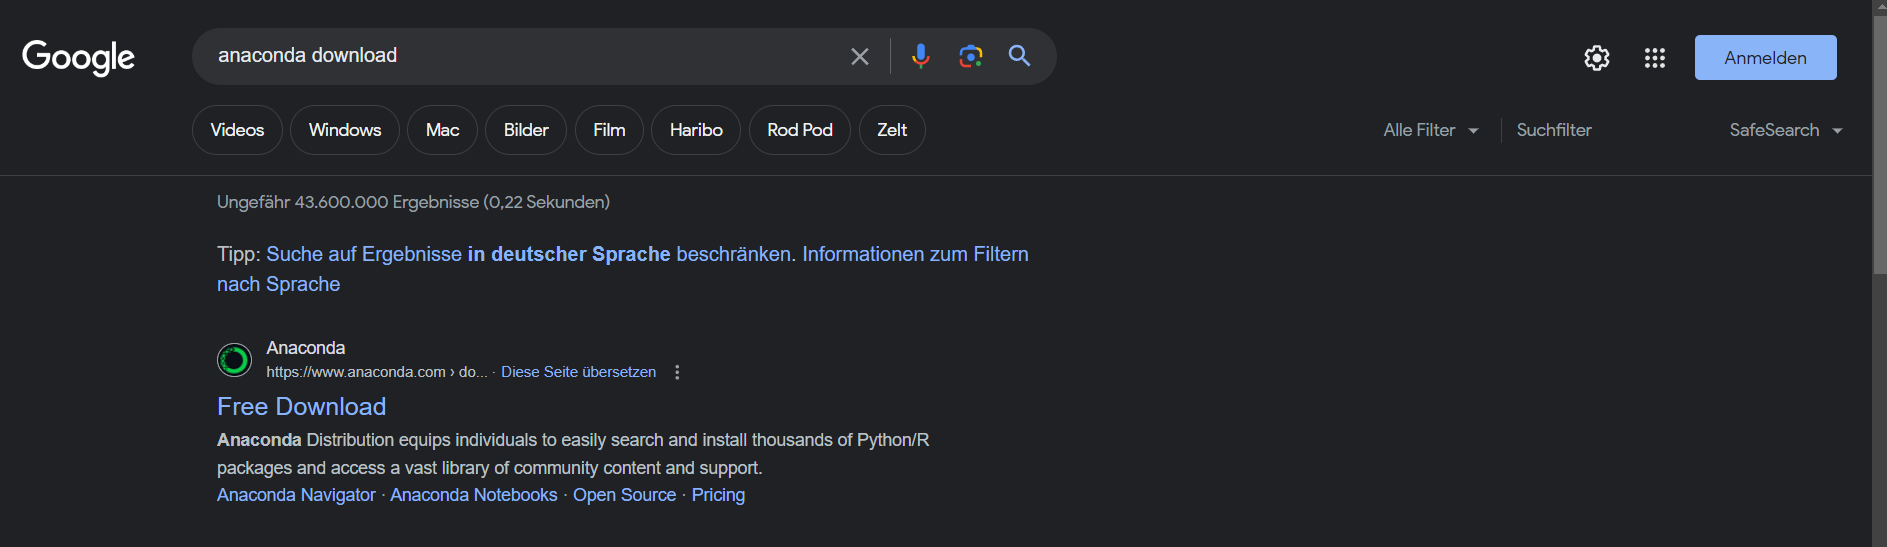 Google
anaconda download
Anmelden
Videos Windows Mac Bilder Film Haribo Rod Pod Zelt Alle Filter Suchfilter SafeSearch
Ungefähr 43.600.000 Ergebnisse (0,22 Sekunden)
Tipp: Suche auf Ergebnisse in deutscher Sprache beschränken. Informationen zum Filtern
nach Sprache
Anaconda
https://www.anaconda.com › do... · Diese Seite übersetzen
Free Download
Anaconda Distribution equips individuals to easily search and install thousands of Python/R
packages and access a vast library of community content and support.
Anaconda Navigator · Anaconda Notebooks · Open Source · Pricing